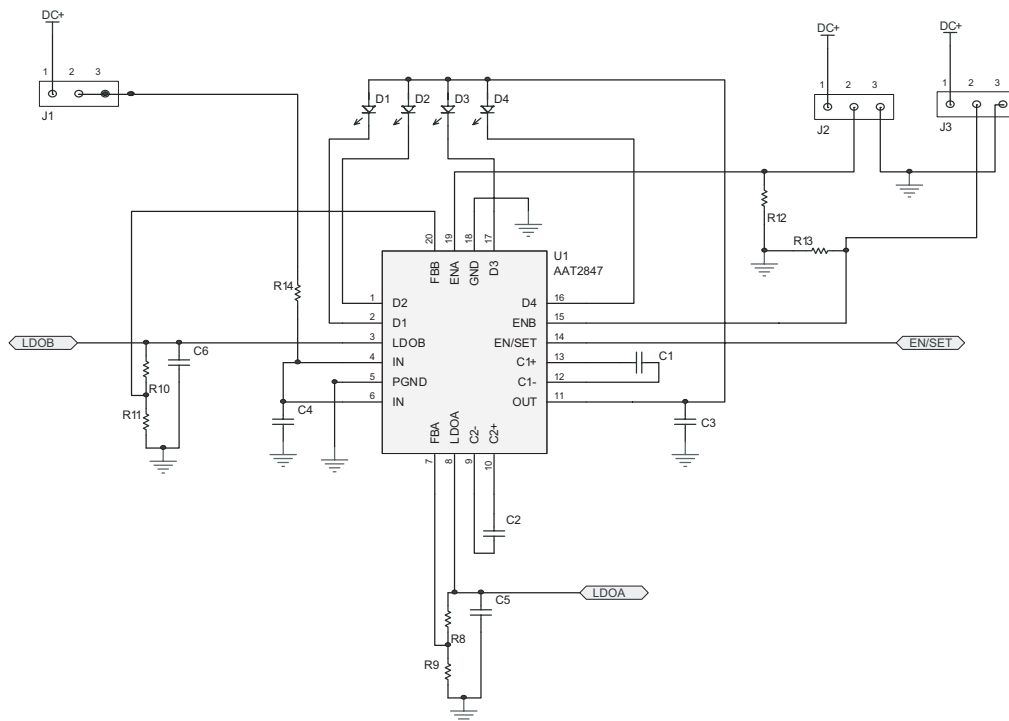 DC+
DC+
DC+
1 2 3
J1
D1 D2 D3 D4
1 2 3
J2
1 2 3
J3
R12
R13
20 19 18 17
FBB ENA GND D3
U1
AAT2847
R14
1 D2
2 D1
3 LDOB
4 IN
5 PGND
6 IN
D4 16
ENB 15
EN/SET 14
C1+ 13
C1- 12
OUT 11
LDOB
C6
EN/SET
C1
R10
R11
C4
C3
FBA LDOA C2- C2+
7 8 9 10
C2
C5
LDOA
R8
R9